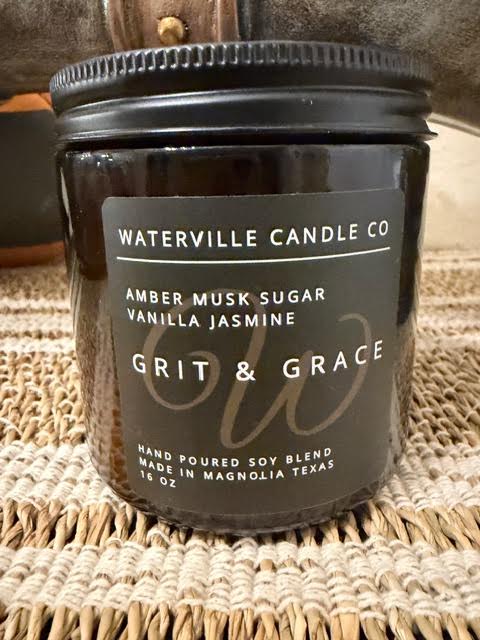 WATERVILLE CANDLE CO
AMBER MUSK SUGAR
VANILLA JASMINE
W
GRIT & GRACE
HAND POURED SOY BLEND
MADE IN MAGNOLIA TEXAS
16 OZ